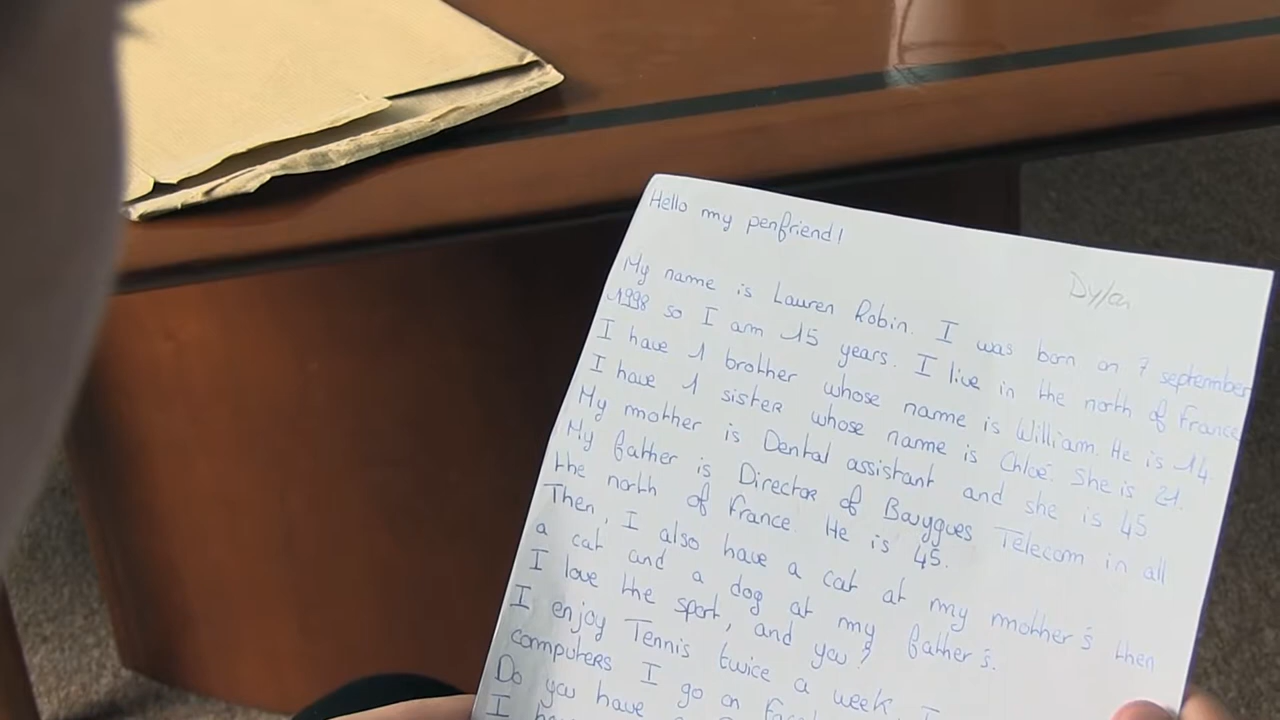 Hello my penfriend!
Dylan
My name is Lauren Robin. I was born on 7 september
1998 so I am 15 years. I live in the north of France
I have 1 brother whose name is William. He is 14.
I have 1 sister whose name is Chloé. She is 21.
My mother is Dental assistant and she is 45
My father is Director of Bouygues Telecom in all
the north of France. He is 45.
Then, I also have a cat at my mother's then
a cat and a dog at my father's.
I love the sport, and you?
I enjoy Tennis twice a week. I
computers I go on
Do you have
I